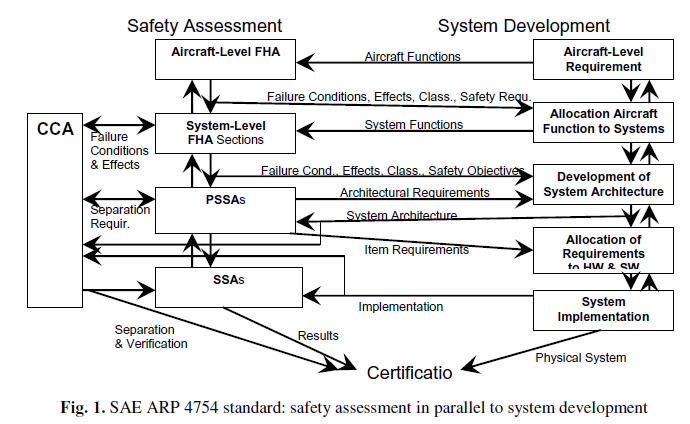 Safety Assessment
System Development
Aircraft-Level FHA
Aircraft Functions
Aircraft-Level
Requirement
Failure Conditions, Effects, Class., Safety Requ.
CCA
Failure
Conditions
& Effects
System-Level
FHA Sections
System Functions
Allocation Aircraft
Function to Systems
Failure Cond., Effects, Class., Safety Objectives
Development of
System Architecture
PSSAs
Architectural Requirements
Separation
Requir.
System Architecture
Item Requirements
Allocation of
Requirements
to HW & SW
SSAs
Implementation
System
Implementation
Separation
& Verification
Results
Physical System
Certificatio
Fig. 1. SAE ARP 4754 standard: safety assessment in parallel to system development